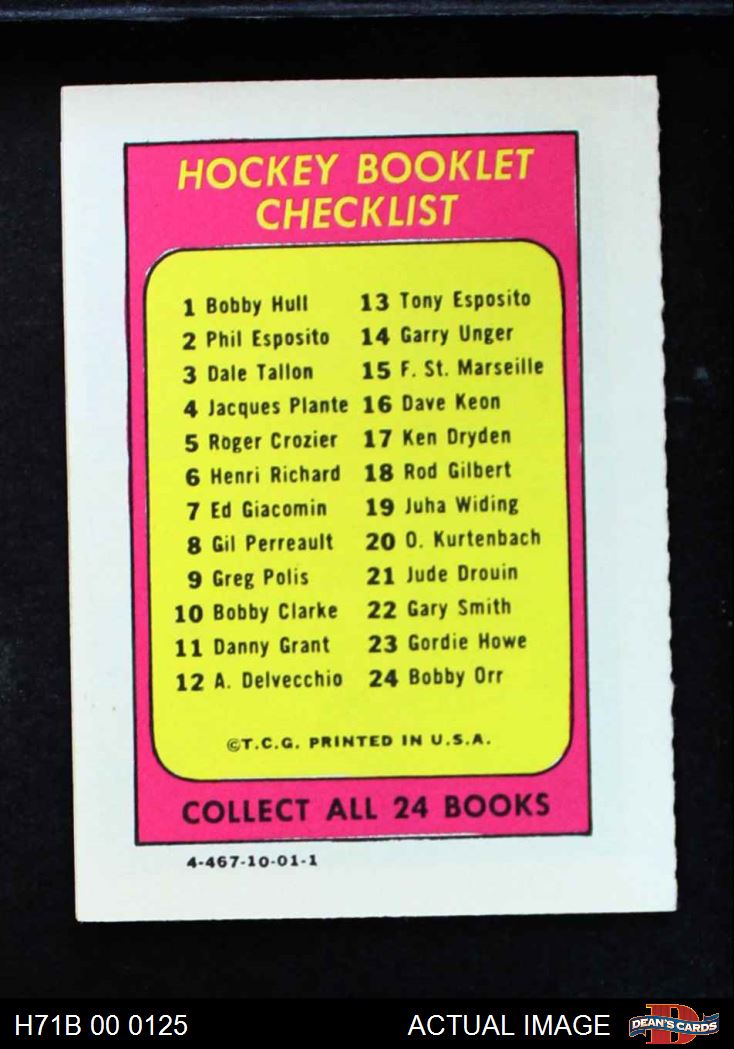 HOCKEY BOOKLET
CHECKLIST
1 Bobby Hull
2 Phil Esposito
3 Dale Tallon
4 Jacques Plante
5 Roger Crozier
6 Henri Richard
7 Ed Giacomin
8 Gil Perreault
9 Greg Polis
10 Bobby Clarke
11 Danny Grant
12 A. Delvecchio
13 Tony Esposito
14 Garry Unger
15 F. St. Marseille
16 Dave Keon
17 Ken Dryden
18 Rod Gilbert
19 Juha Widing
20 O. Kurtenbach
21 Jude Drouin
22 Gary Smith
23 Gordie Howe
24 Bobby Orr
©T.C.G. PRINTED IN U.S.A.
COLLECT ALL 24 BOOKS
4-467-10-01-1
H71B 00 0125
ACTUAL IMAGE
D
DEAN'S CARDS